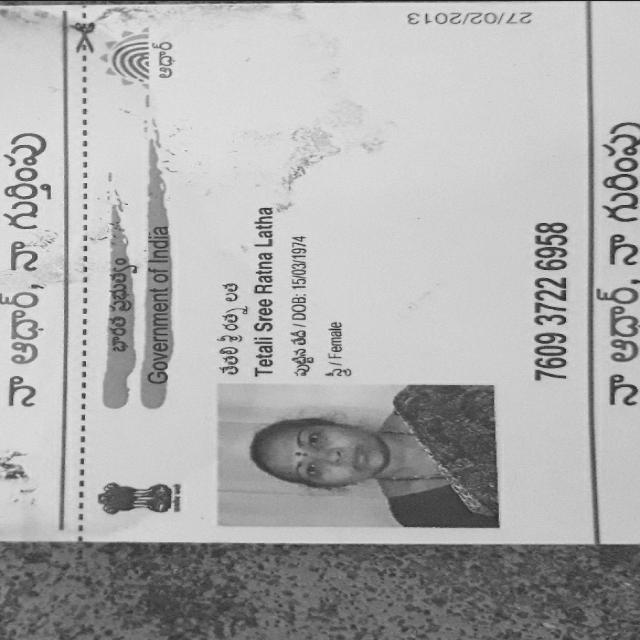 నా ఆధార్, నా గుర్తింపు
భారత ప్రభుత్వం
Government of India
ఆధార్
తేతలి శ్రీ రత్న లత
Tetali Sree Ratna Latha
పుట్టిన తేదీ / DOB: 15/03/1974
స్త్రీ / Female
27/02/2013
7609 3722 6958
నా ఆధార్, నా గుర్తింపు